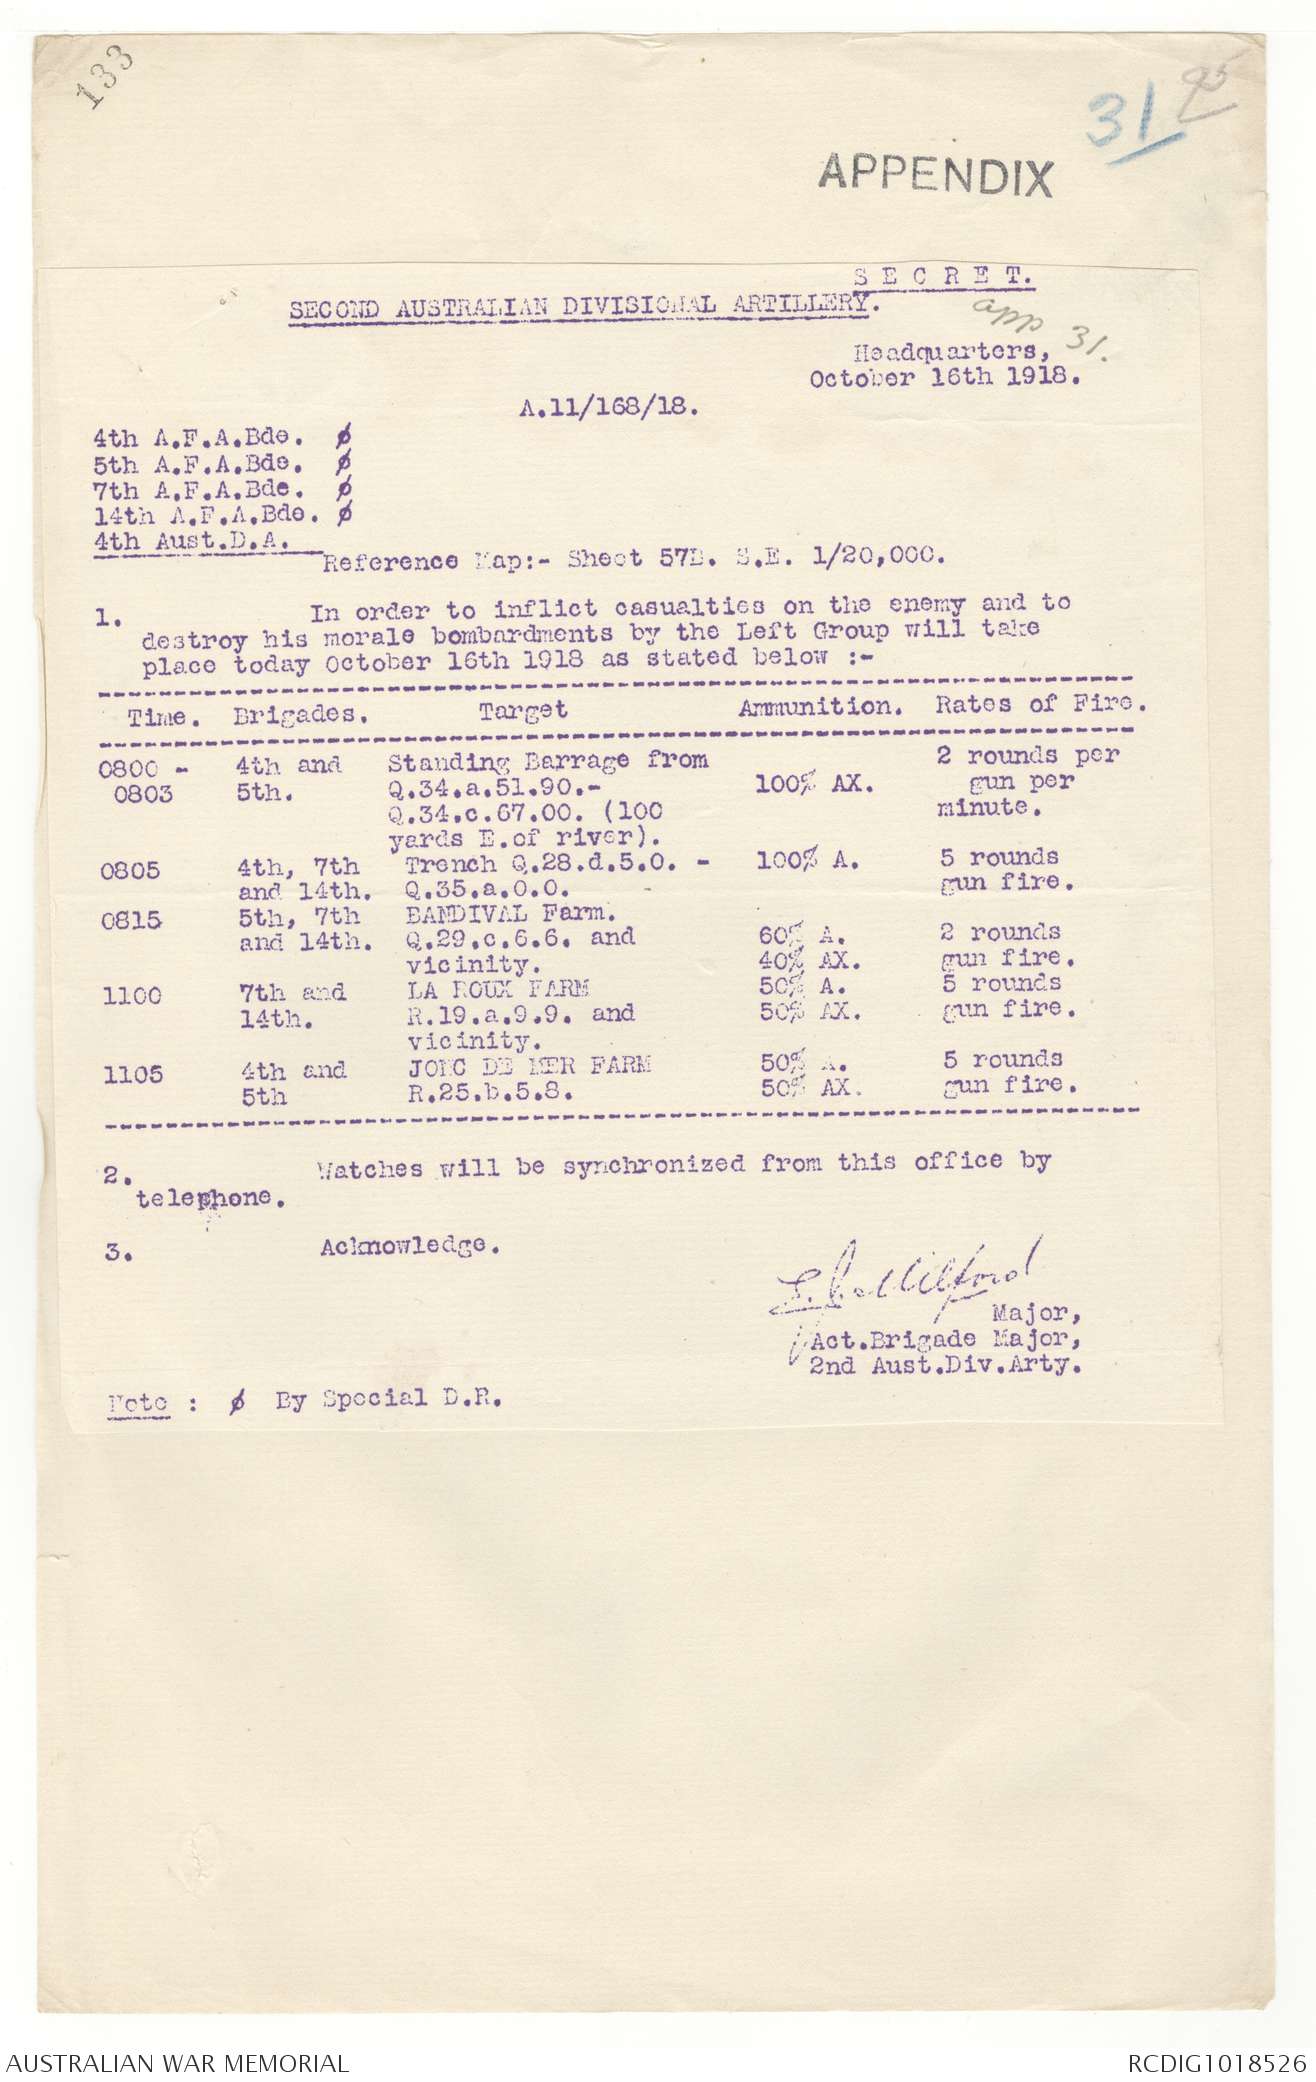 133
31
95
APPENDIX
S E C R E T.
SECOND AUSTRALIAN DIVISIONAL ARTILLERY.
app 31.
Headquarters,
October 16th 1918.
A.11/168/18.
4th A.F.A.Bde. ø
5th A.F.A.Bde. ø
7th A.F.A.Bde. ø
14th A.F.A.Bde. ø
4th Aust.D.A.
Reference Map:- Sheet 57B. S.E. 1/20,000.
1. In order to inflict casualties on the enemy and to
destroy his morale bombardments by the Left Group will take
place today October 16th 1918 as stated below :-
Time. Brigades. Target Ammunition. Rates of Fire.
0800 - 4th and Standing Barrage from 2 rounds per
0803 5th. Q.34.a.51.90.- 100% AX. gun per
Q.34.c.67.00. (100 minute.
yards E.of river).
0805 4th, 7th Trench Q.28.d.5.0. - 100% A. 5 rounds
and 14th. Q.35.a.0.0. gun fire.
0815 5th, 7th BANDIVAL Farm.
and 14th. Q.29.c.6.6. and 60% A. 2 rounds
vicinity. 40% AX. gun fire.
1100 7th and LA ROUX FARM 50% A. 5 rounds
14th. R.19.a.9.9. and 50% AX. gun fire.
vicinity.
1105 4th and JONC DE MER FARM 50% A. 5 rounds
5th R.25.b.5.8. 50% AX. gun fire.
2. Watches will be synchronized from this office by
telephone.
3. Acknowledge.
E.J. Milford
Major,
Act.Brigade Major,
2nd Aust.Div.Arty.
Note : ø By Special D.R.
AUSTRALIAN WAR MEMORIAL RCDIG1018526